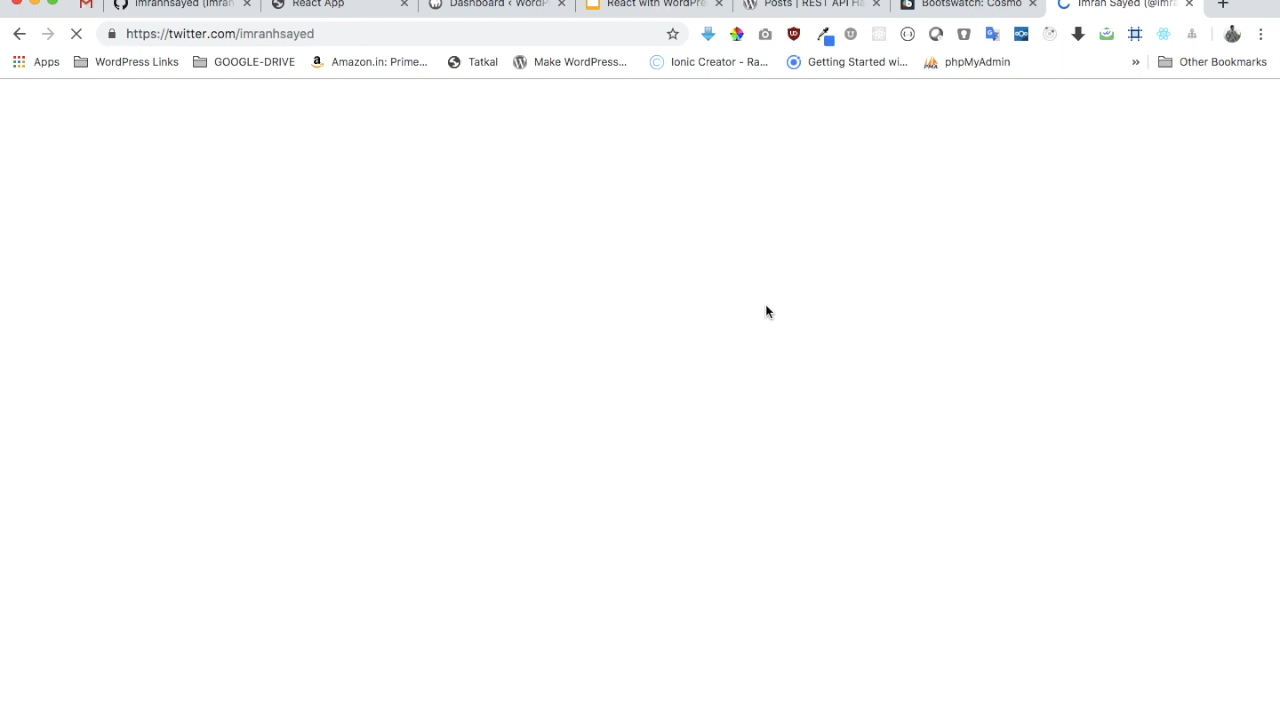 imranhsayed (Imran
React App
Dashboard ‹ WordP
React with WordPre
Posts | REST API Ha
Bootswatch: Cosmo
Imran Sayed (@imra
https://twitter.com/imranhsayed
Apps
WordPress Links
GOOGLE-DRIVE
Amazon.in: Prime...
Tatkal
Make WordPress...
Ionic Creator - Ra...
Getting Started wi...
phpMyAdmin
»
Other Bookmarks